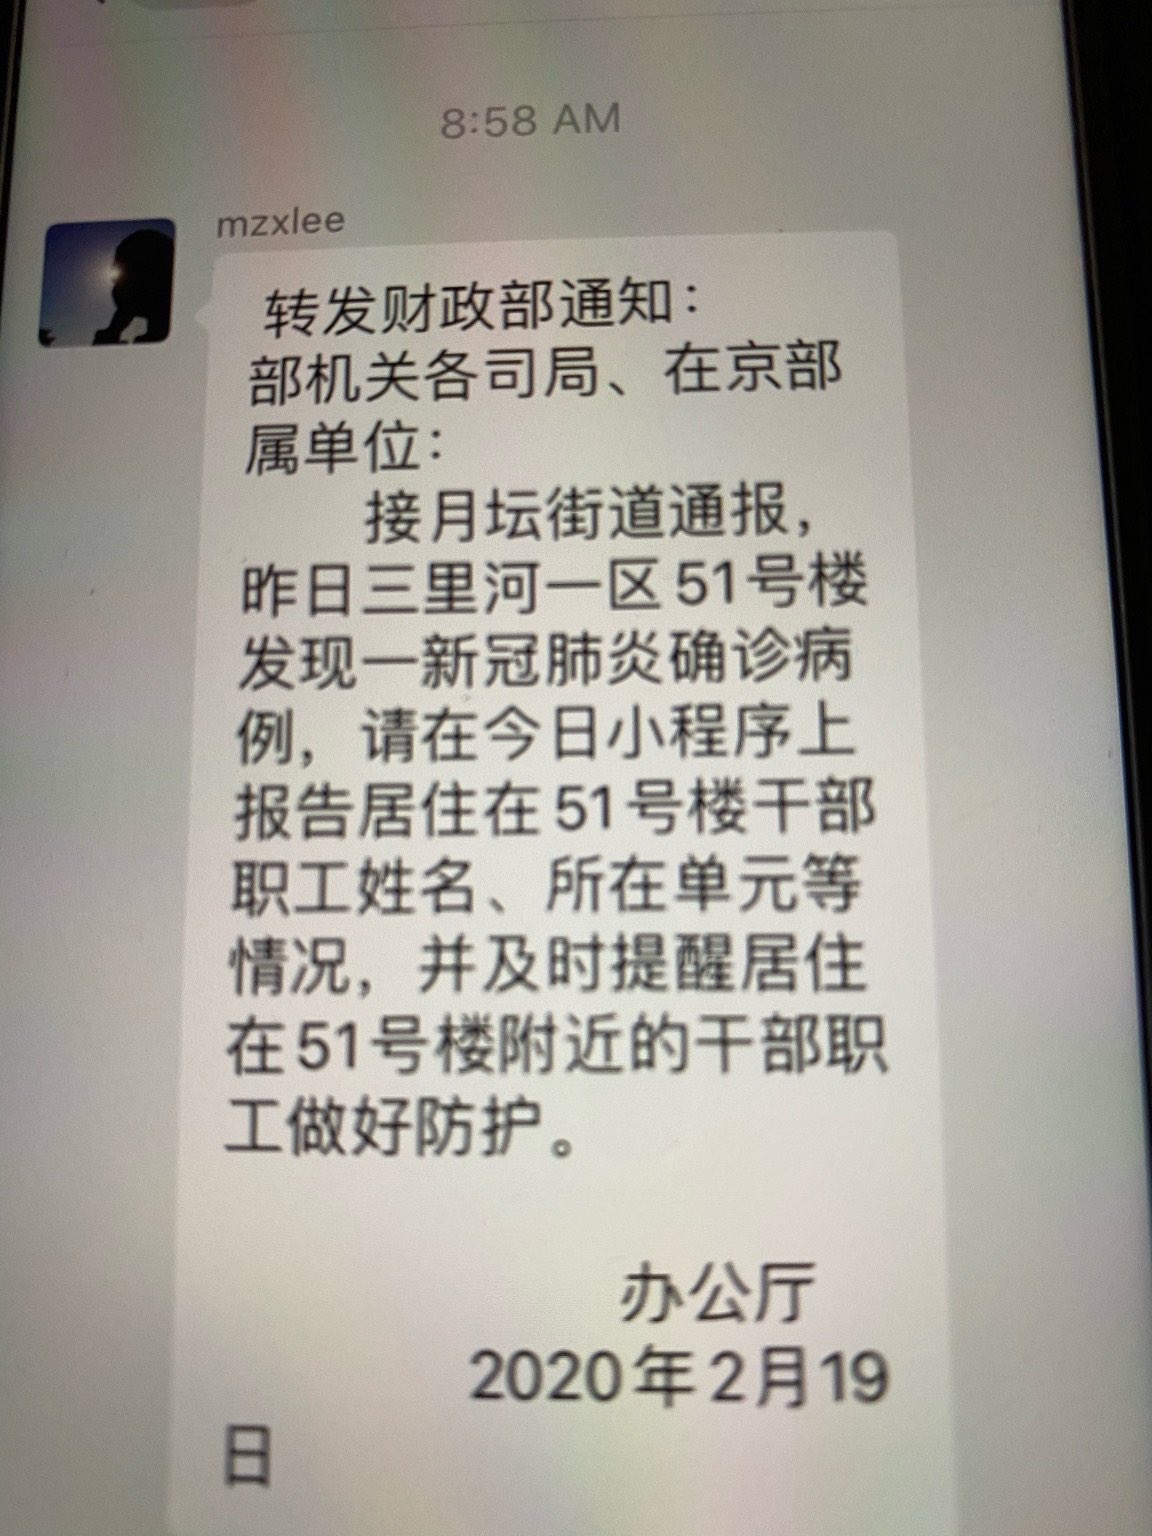 8:58 AM
mzxlee
转发财政部通知：
部机关各司局、在京部
属单位：
接月坛街道通报，
昨日三里河一区51号楼
发现一新冠肺炎确诊病
例，请在今日小程序上
报告居住在51号楼干部
职工姓名、所在单元等
情况，并及时提醒居住
在51号楼附近的干部职
工做好防护。
办公厅
2020年2月19
日